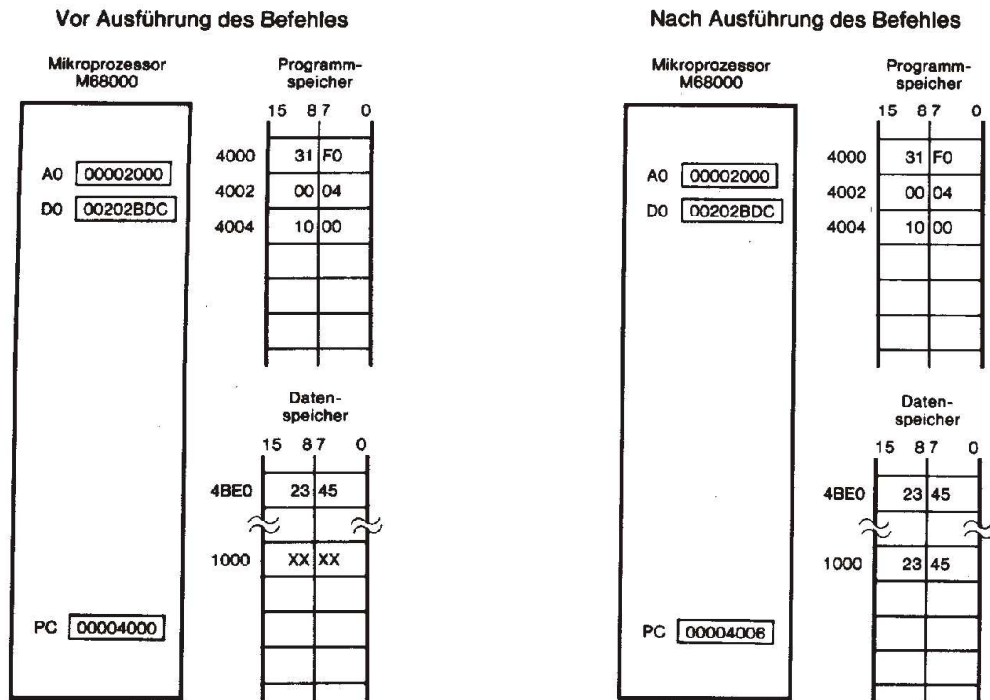 Vor Ausführung des Befehles
Mikroprozessor
M68000
Programm-
speicher
15 8 7 0
A0 00002000
D0 00202BDC
4000 31 F0
4002 00 04
4004 10 00
Daten-
speicher
15 8 7 0
4BE0 23 45
1000 XX XX
PC 00004000
Nach Ausführung des Befehles
Mikroprozessor
M68000
Programm-
speicher
15 8 7 0
A0 00002000
D0 00202BDC
4000 31 F0
4002 00 04
4004 10 00
Daten-
speicher
15 8 7 0
4BE0 23 45
1000 23 45
PC 00004006